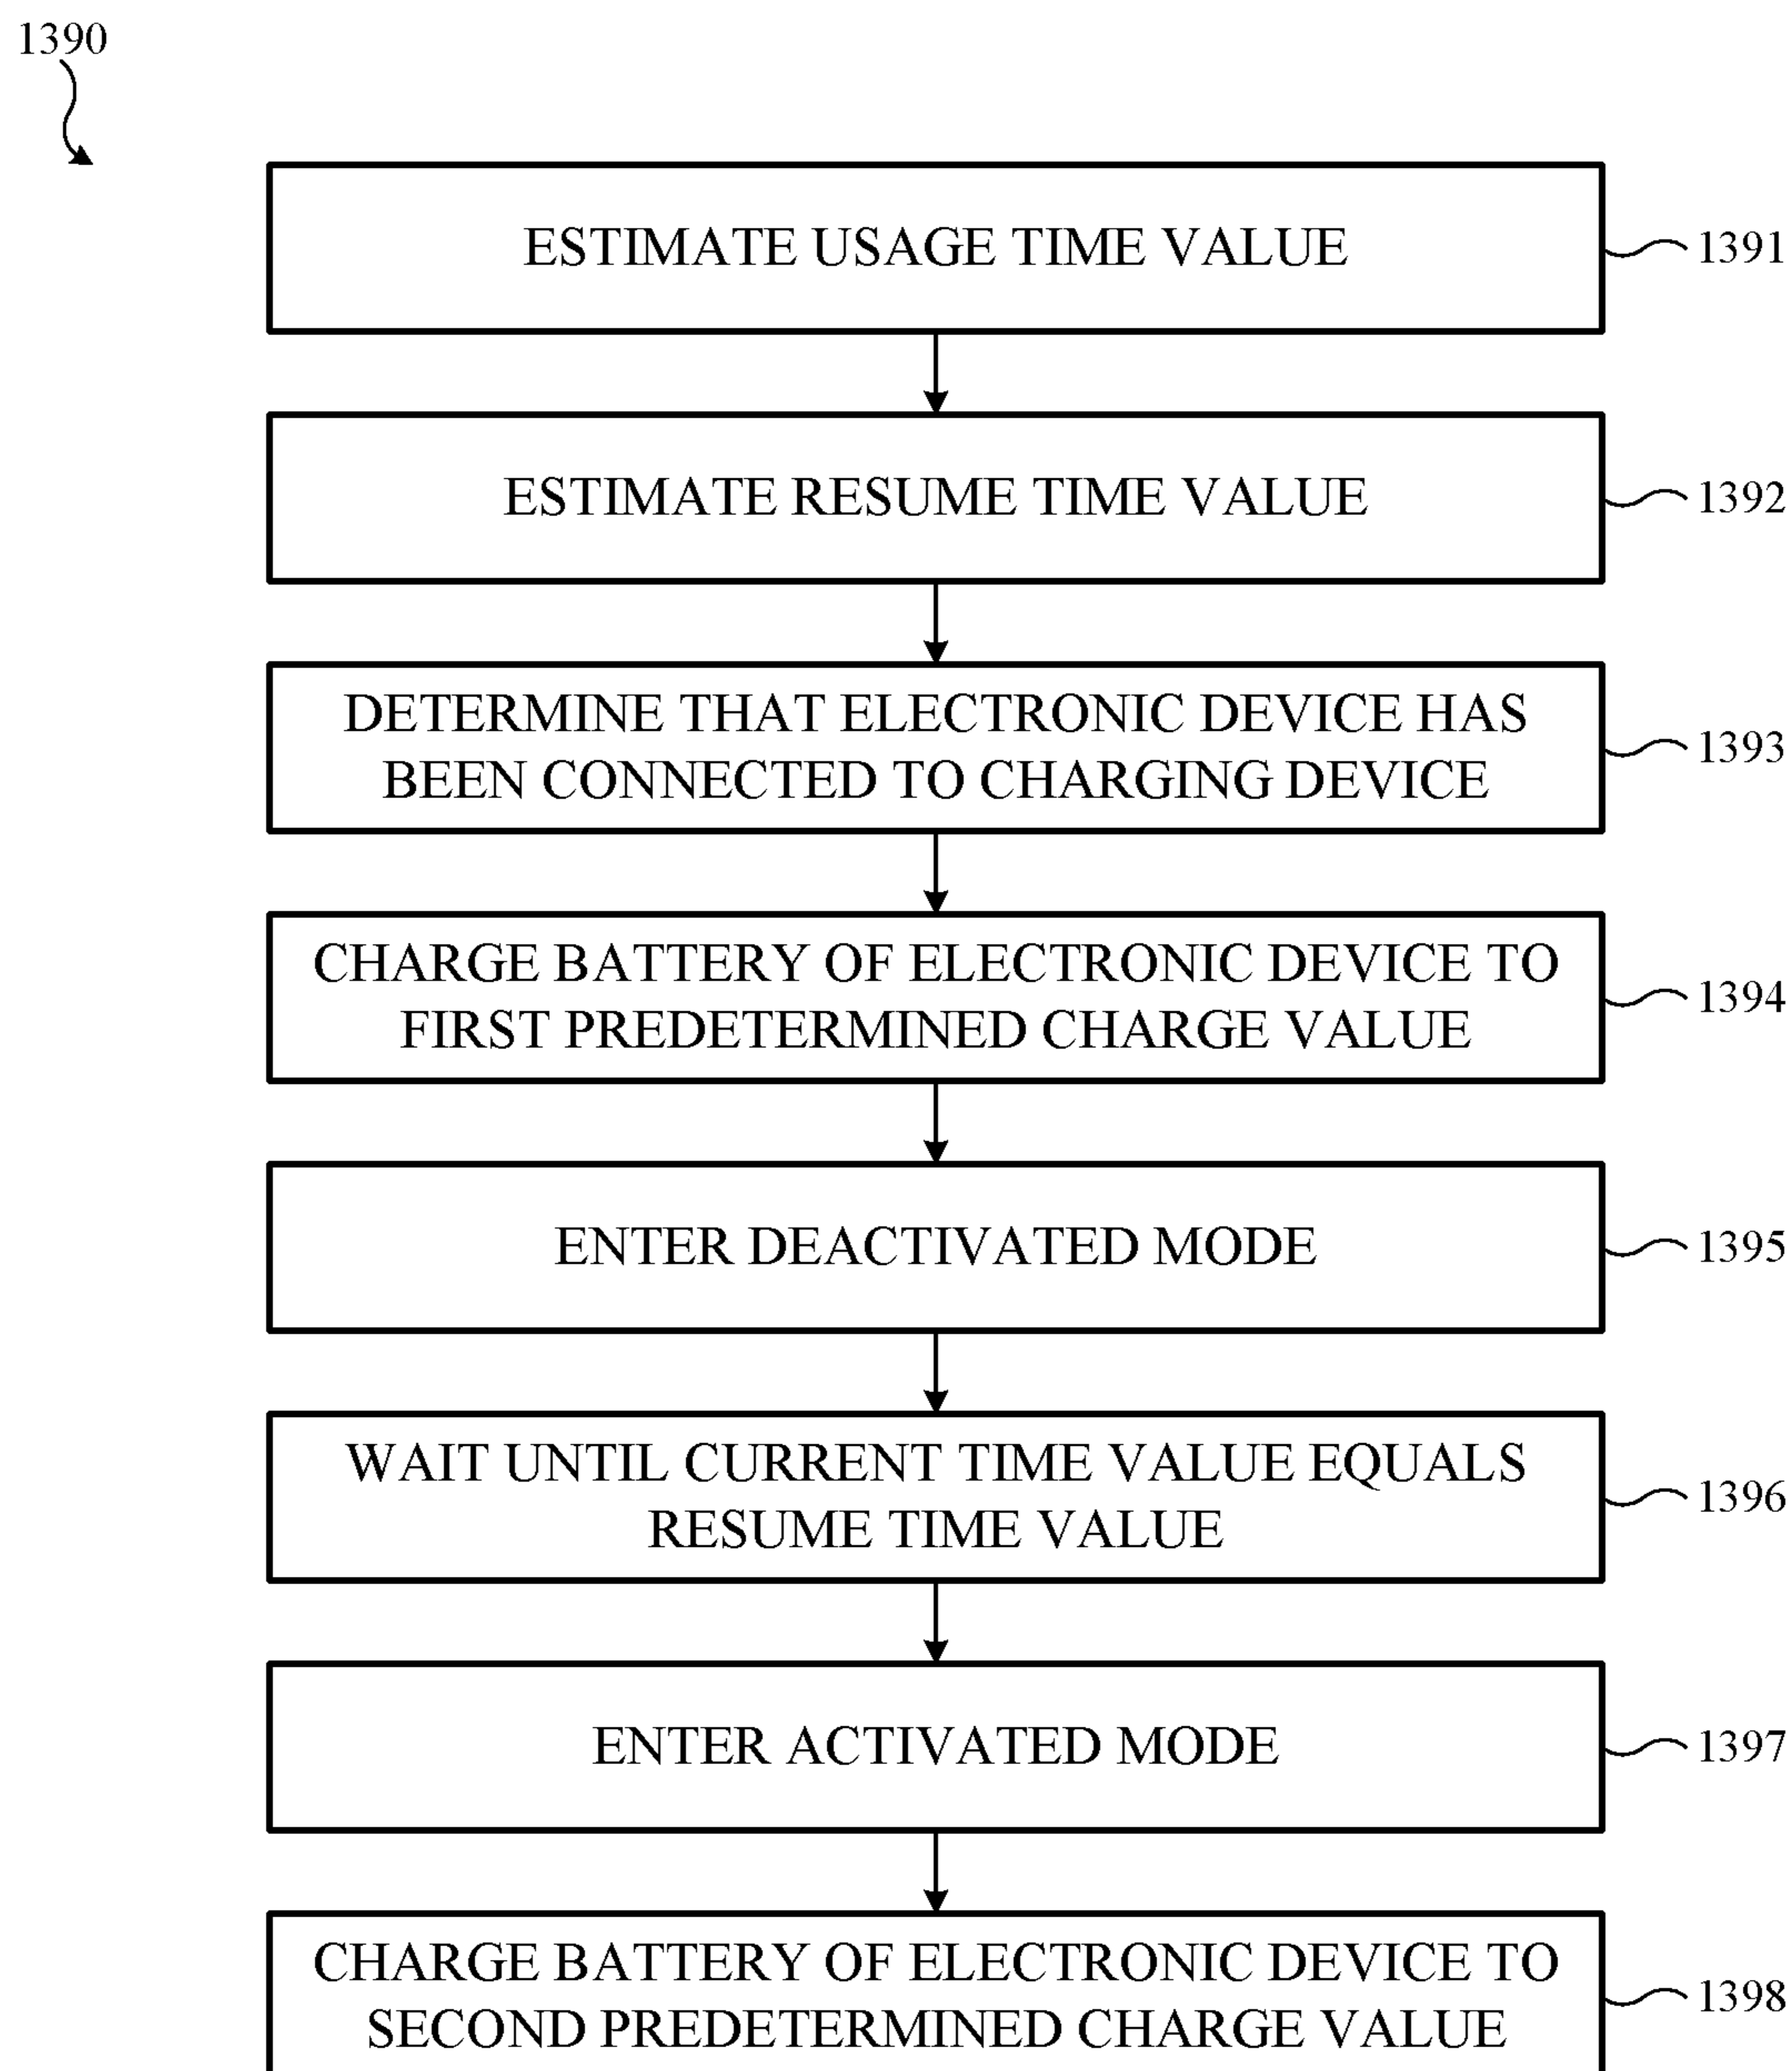 1390
ESTIMATE USAGE TIME VALUE
1391
ESTIMATE RESUME TIME VALUE
1392
DETERMINE THAT ELECTRONIC DEVICE HAS
BEEN CONNECTED TO CHARGING DEVICE
1393
CHARGE BATTERY OF ELECTRONIC DEVICE TO
FIRST PREDETERMINED CHARGE VALUE
1394
ENTER DEACTIVATED MODE
1395
WAIT UNTIL CURRENT TIME VALUE EQUALS
RESUME TIME VALUE
1396
ENTER ACTIVATED MODE
1397
CHARGE BATTERY OF ELECTRONIC DEVICE TO
SECOND PREDETERMINED CHARGE VALUE
1398